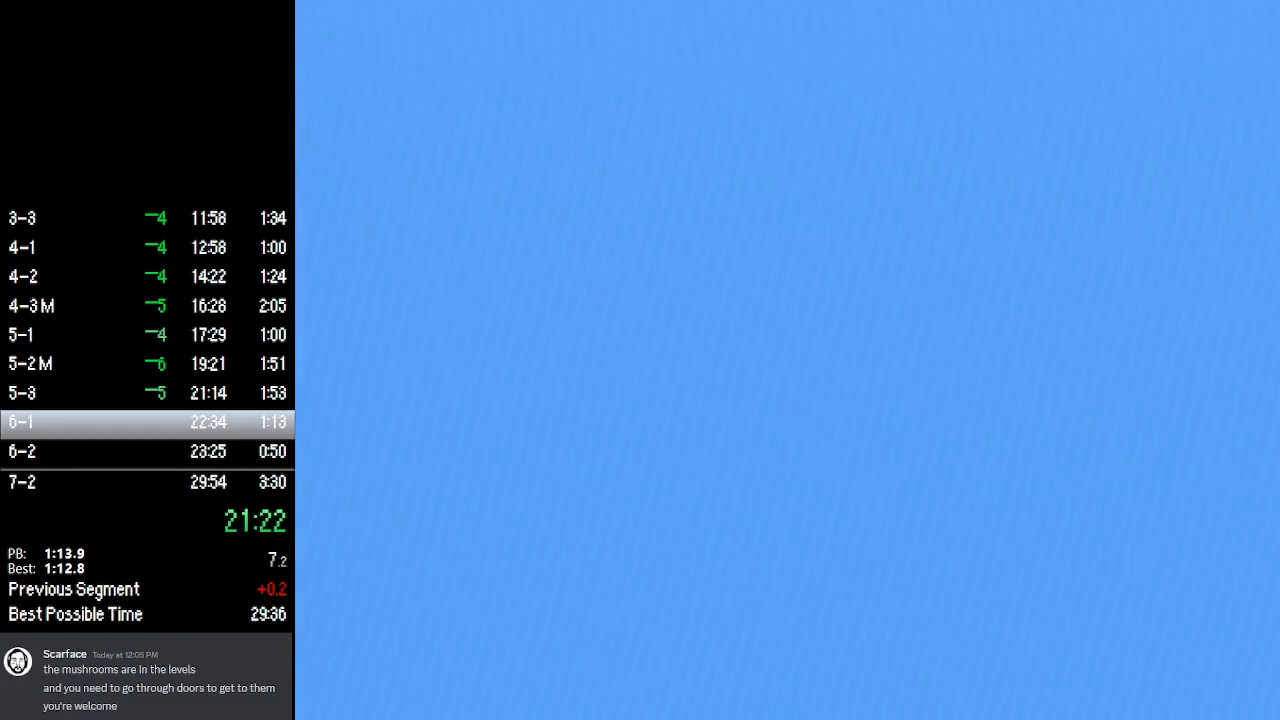 3-3 -4 11:58 1:34
4-1 -4 12:58 1:00
4-2 -4 14:22 1:24
4-3 M -5 16:28 2:05
5-1 -4 17:29 1:00
5-2 M -6 19:21 1:51
5-3 -5 21:14 1:53
6-1 22:34 1:13
6-2 23:25 0:50
7-2 29:54 3:30
21:22
PB: 1:13.9
7.2
Best: 1:12.8
Previous Segment +0.2
Best Possible Time 29:36
Scarface Today at 12:05 PM
the mushrooms are in the levels
and you need to go through doors to get to them
you're welcome